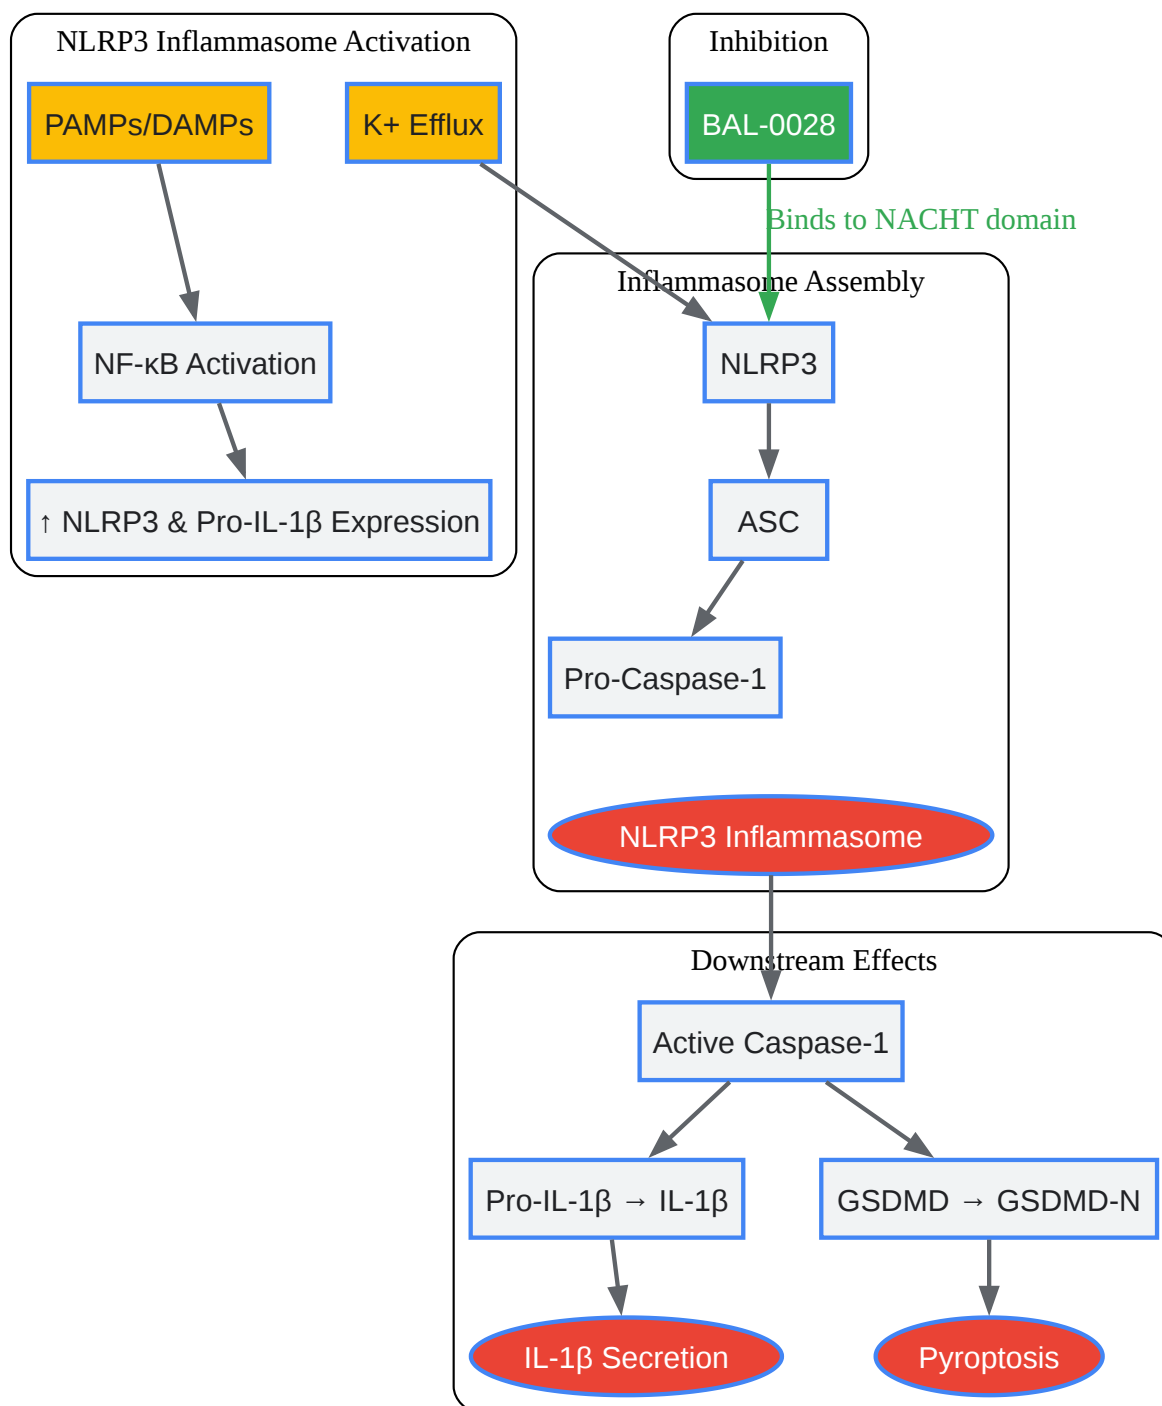 NLRP3 Inflammasome Activation
Inhibition
PAMPs/DAMPs
K+ Efflux
BAL-0028
Binds to NACHT domain
Inflammasome Assembly
NF-κB Activation
NLRP3
↑ NLRP3 & Pro-IL-1β Expression
ASC
Pro-Caspase-1
NLRP3 Inflammasome
Downstream Effects
Active Caspase-1
Pro-IL-1β → IL-1β
GSDMD → GSDMD-N
IL-1β Secretion
Pyroptosis